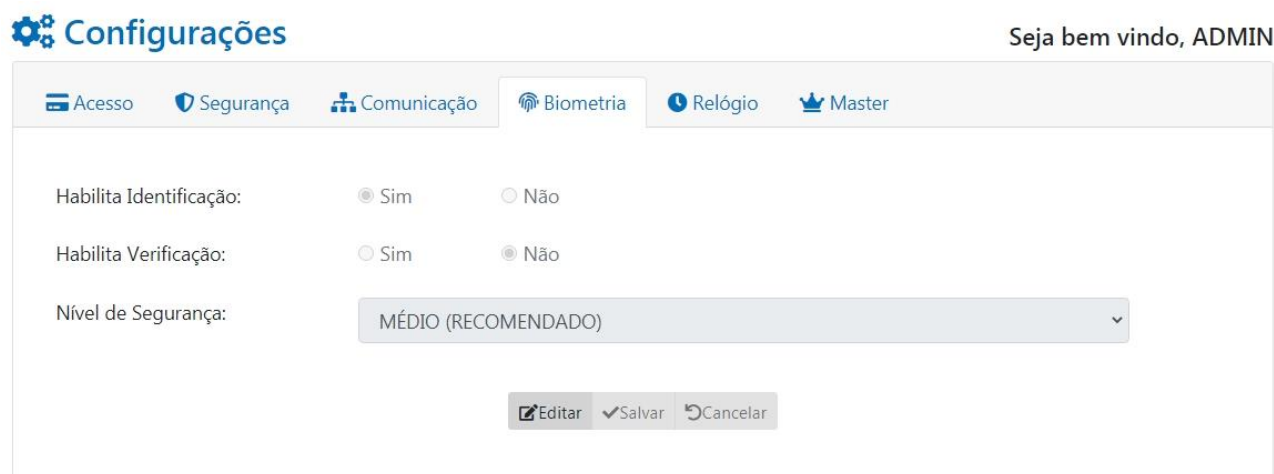 Configurações
Seja bem vindo, ADMIN
Acesso Segurança Comunicação Biometria Relógio Master
Habilita Identificação: Sim Não
Habilita Verificação: Sim Não
Nível de Segurança: MÉDIO (RECOMENDADO)
Editar Salvar Cancelar